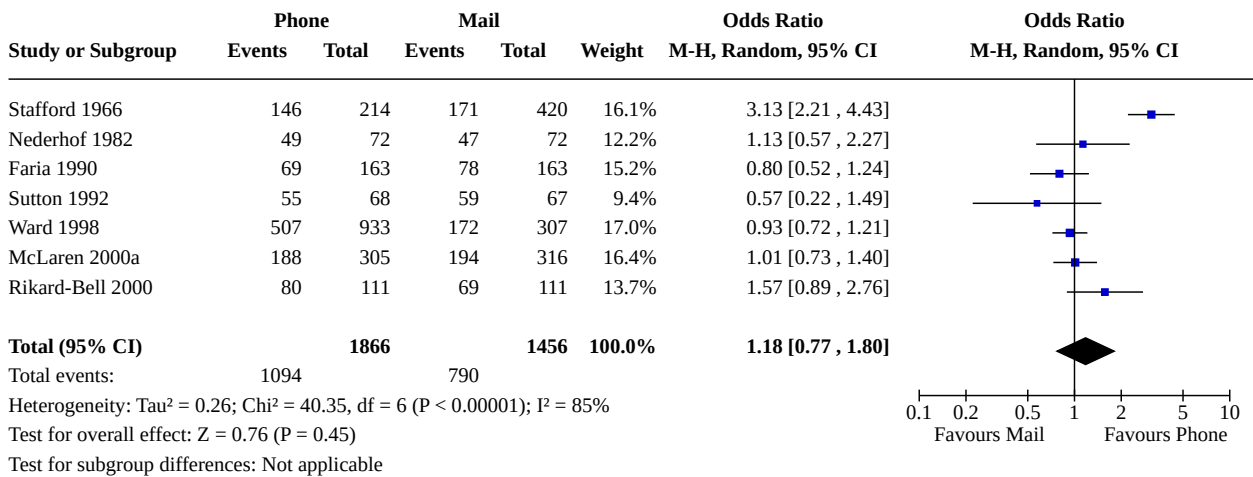 Phone Mail Odds Ratio Odds Ratio
Study or Subgroup Events Total Events Total Weight M-H, Random, 95% CI M-H, Random, 95% CI
Stafford 1966 146 214 171 420 16.1% 3.13 [2.21 , 4.43]
Nederhof 1982 49 72 47 72 12.2% 1.13 [0.57 , 2.27]
Faria 1990 69 163 78 163 15.2% 0.80 [0.52 , 1.24]
Sutton 1992 55 68 59 67 9.4% 0.57 [0.22 , 1.49]
Ward 1998 507 933 172 307 17.0% 0.93 [0.72 , 1.21]
McLaren 2000a 188 305 194 316 16.4% 1.01 [0.73 , 1.40]
Rikard-Bell 2000 80 111 69 111 13.7% 1.57 [0.89 , 2.76]
Total (95% CI) 1866 1456 100.0% 1.18 [0.77 , 1.80]
Total events: 1094 790
Heterogeneity: Tau² = 0.26; Chi² = 40.35, df = 6 (P < 0.00001); I² = 85%
0.1 0.2 0.5 1 2 5 10
Test for overall effect: Z = 0.76 (P = 0.45)
Favours Mail Favours Phone
Test for subgroup differences: Not applicable